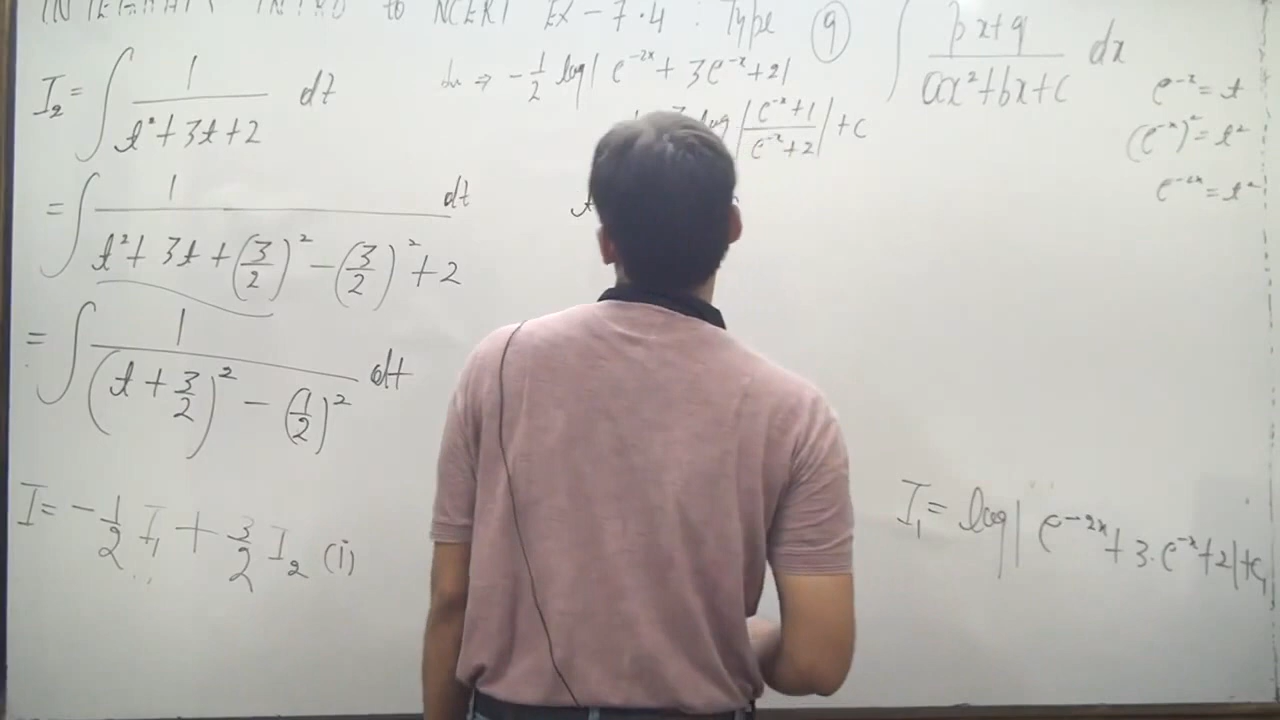 to NCERT EX - 7.4 : Type 9 ∫ (px+q)/(ax²+bx+c) dx
I₂ = ∫ 1/(t²+3t+2) dt
⇒ -1/2 log| e^(-2x) + 3e^(-x) + 2|
log |(e^(-x)+1)/(e^(-x)+2)| + c
e^(-x) = t
(e^(-x))² = t²
e^(-2x) = t²
= ∫ 1/(t² + 3t + (3/2)² - (3/2)² + 2) dt
= ∫ 1/((t + 3/2)² - (1/2)²) dt
I = -1/2 I₁ + 3/2 I₂ (i)
I₁ = log| e^(-2x) + 3.e^(-x) + 2|+c₁